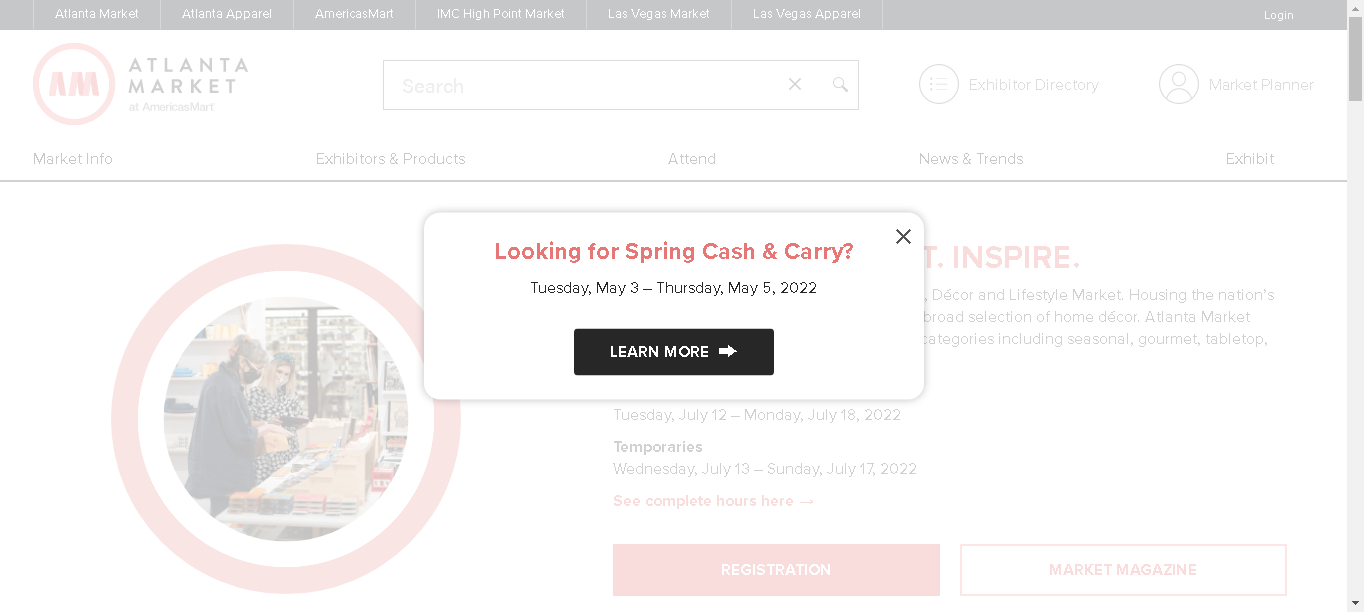 Atlanta Market
Atlanta Apparel
AmericasMart
IMC High Point Market
Las Vegas Market
Las Vegas Apparel
Login
AM
ATLANTA
MARKET
at AmericasMart
Search
Exhibitor Directory
Market Planner
Market Info
Exhibitors & Products
Attend
News & Trends
Exhibit
Looking for Spring Cash & Carry?
Tuesday, May 3 – Thursday, May 5, 2022
LEARN MORE
T. INSPIRE.
, Décor and Lifestyle Market. Housing the nation’s
broad selection of home décor. Atlanta Market
categories including seasonal, gourmet, tabletop,
Tuesday, July 12 – Monday, July 18, 2022
Temporaries
Wednesday, July 13 – Sunday, July 17, 2022
See complete hours here →
REGISTRATION
MARKET MAGAZINE